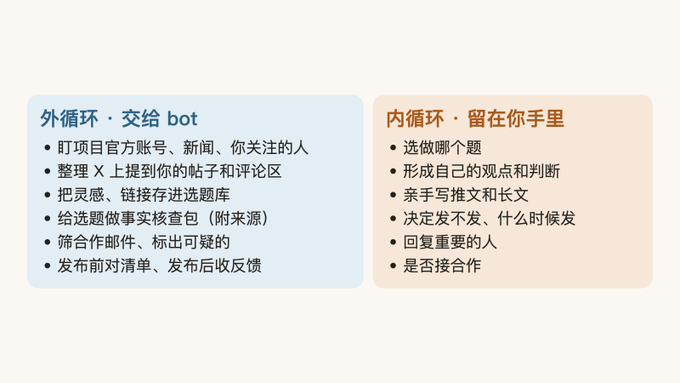 外循环 · 交给 bot
• 盯项目官方账号、新闻、你关注的人
• 整理 X 上提到你的帖子和评论区
• 把灵感、链接存进选题库
• 给选题做事实核查包（附来源）
• 筛合作邮件、标出可疑的
• 发布前对清单、发布后收反馈
内循环 · 留在你手里
• 选做哪个题
• 形成自己的观点和判断
• 亲手写推文和长文
• 决定发不发、什么时候发
• 回复重要的人
• 是否接合作